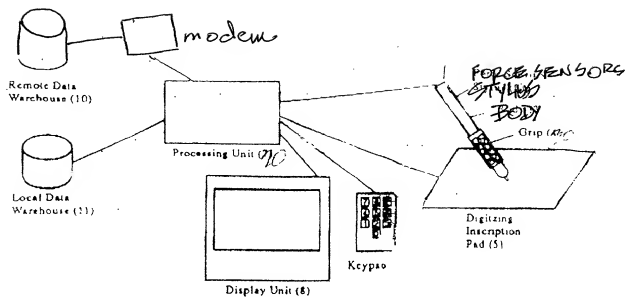 modem
Remote Data
Warehouse (10)
FORCE SENSORS
STYLUS
BODY
Grip
Processing Unit
Local Data
Warehouse (11)
Digitzing
Inscription
Pad (5)
Keypad
Display Unit (8)